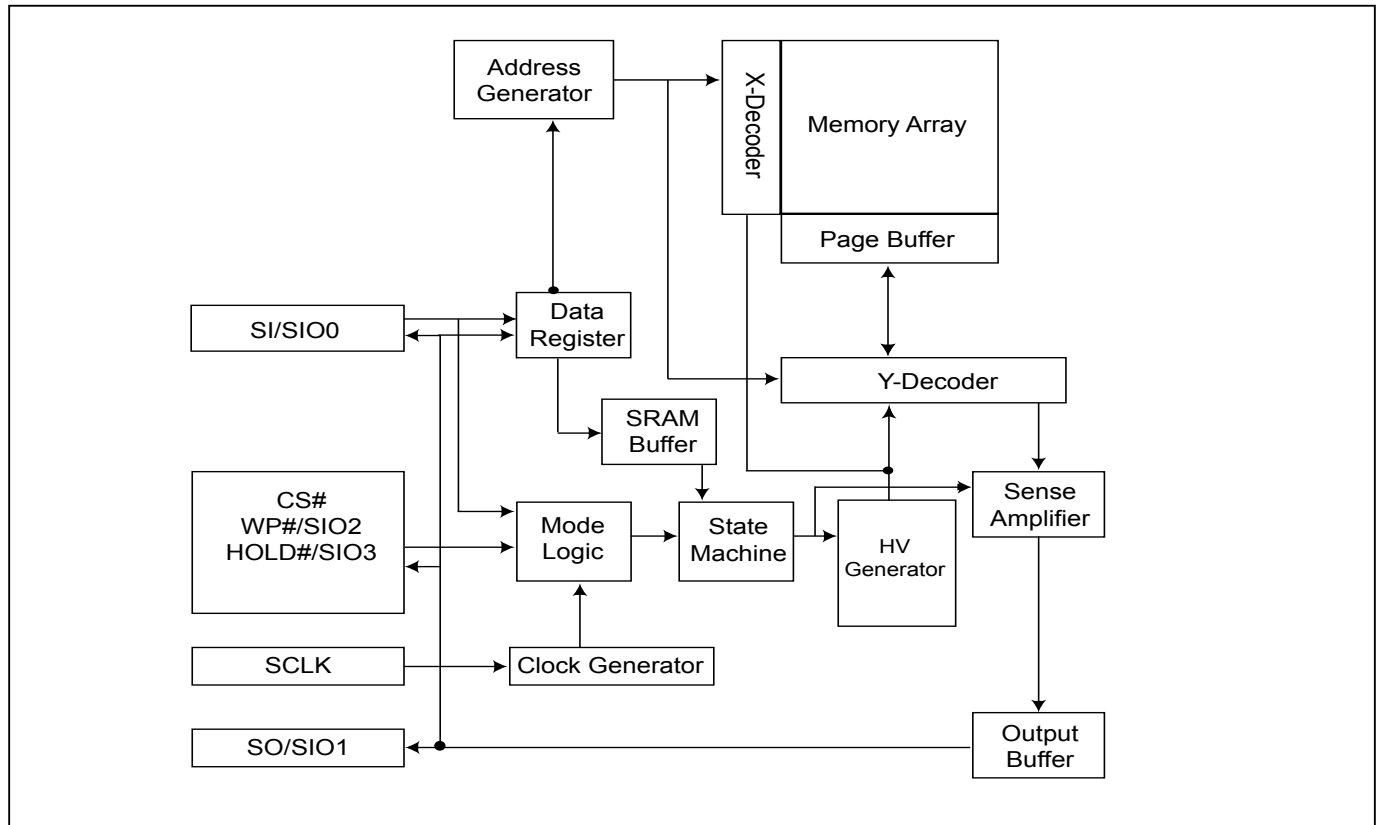 Address
Generator
X-Decoder
Memory Array
Page Buffer
SI/SIO0
Data
Register
Y-Decoder
SRAM
Buffer
CS#
WP#/SIO2
HOLD#/SIO3
Mode
Logic
State
Machine
HV
Generator
Sense
Amplifier
SCLK
Clock Generator
SO/SIO1
Output
Buffer